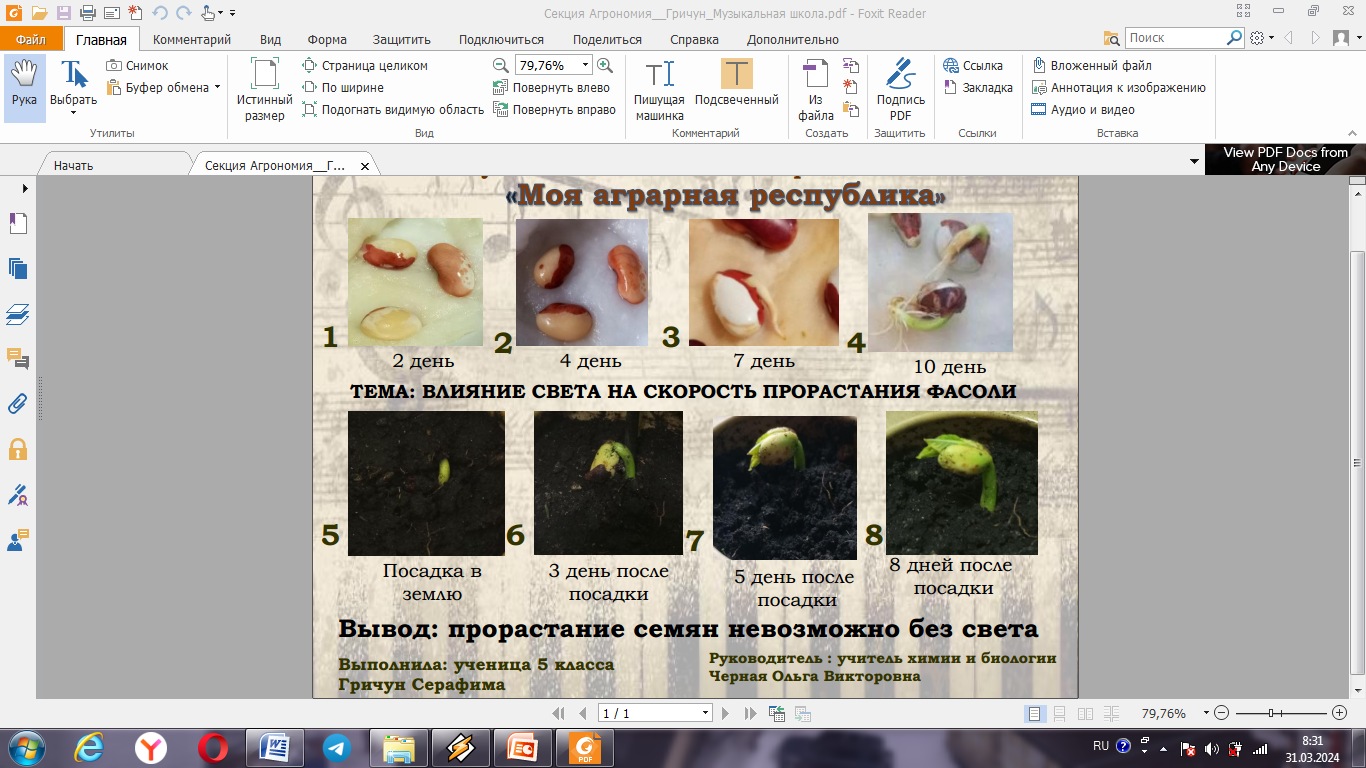 Секция Агрономия__Гричун_Музыкальная школа.pdf - Foxit Reader
Файл Главная Комментарий Вид Форма Защитить Подключиться Поделиться Справка Дополнительно Поиск
Рука
Выбрать
Снимок
Буфер обмена
Утилиты
Истинный размер
Страница целиком
По ширине
Подогнать видимую область
79,76%
Повернуть влево
Повернуть вправо
Вид
Пишущая машинка
Подсвеченный
Комментарий
Из файла
Создать
Подпись PDF
Защитить
Ссылка
Закладка
Ссылки
Вложенный файл
Аннотация к изображению
Аудио и видео
Вставка
Начать
Секция Агрономия__Г...
View PDF Docs from
Any Device
«Моя аграрная республика»
1 2 3 4
2 день 4 день 7 день 10 день
ТЕМА: ВЛИЯНИЕ СВЕТА НА СКОРОСТЬ ПРОРАСТАНИЯ ФАСОЛИ
5 6 7 8
Посадка в
землю
3 день после
посадки
5 день после
посадки
8 дней после
посадки
Вывод: прорастание семян невозможно без света
Выполнила: ученица 5 класса
Гричун Серафима
Руководитель : учитель химии и биологии
Черная Ольга Викторовна
1 / 1
79,76%
PDF
RU
8:31
31.03.2024